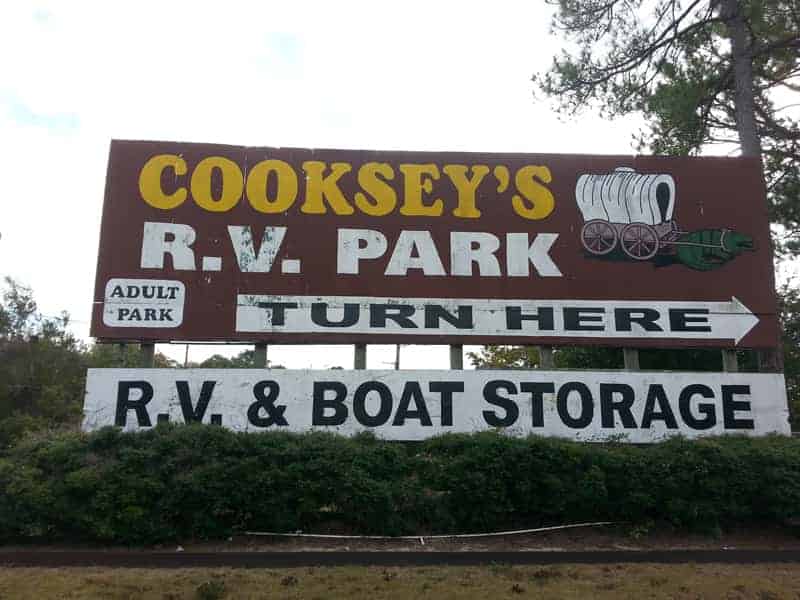 COOKSEY'S
R.V. PARK
ADULT
PARK
TURN HERE
R.V. & BOAT STORAGE